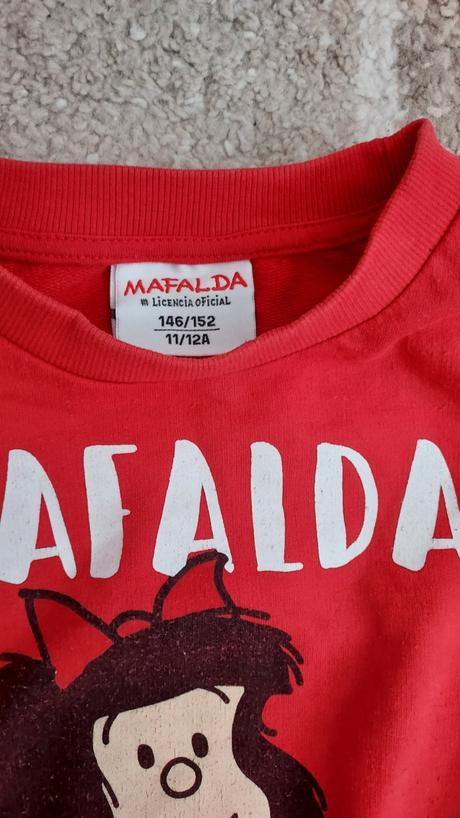 MAFALDA
m LICENCIA OFICIAL
146/152
11/12A
AFALDA